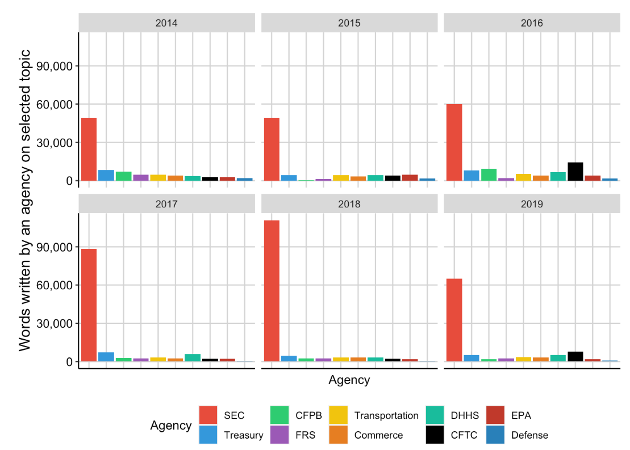 2014 2015 2016
90,000
60,000
30,000
0
2017 2018 2019
90,000
60,000
30,000
0
Words written by an agency on selected topic
Agency
Agency
SEC CFPB Transportation DHHS EPA
Treasury FRS Commerce CFTC Defense